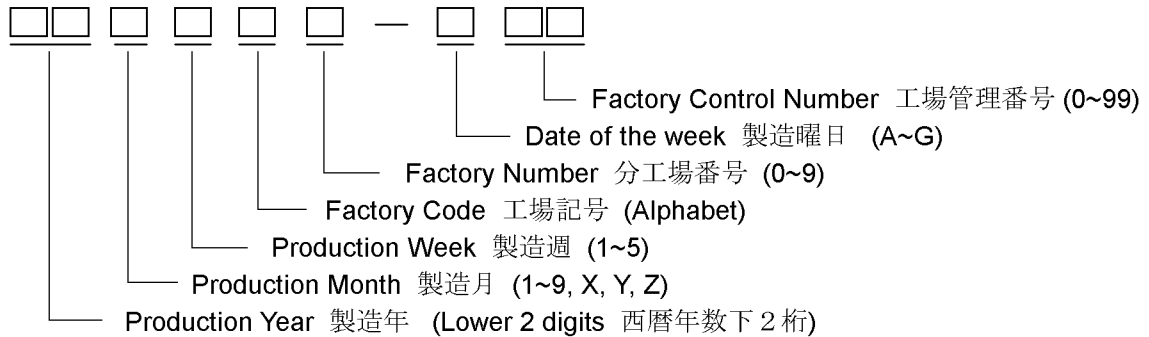 Factory Control Number 工場管理番号 (0~99)
Date of the week 製造曜日 (A~G)
Factory Number 分工場番号 (0~9)
Factory Code 工場記号 (Alphabet)
Production Week 製造週 (1~5)
Production Month 製造月 (1~9, X, Y, Z)
Production Year 製造年 (Lower 2 digits 西暦年数下２桁)